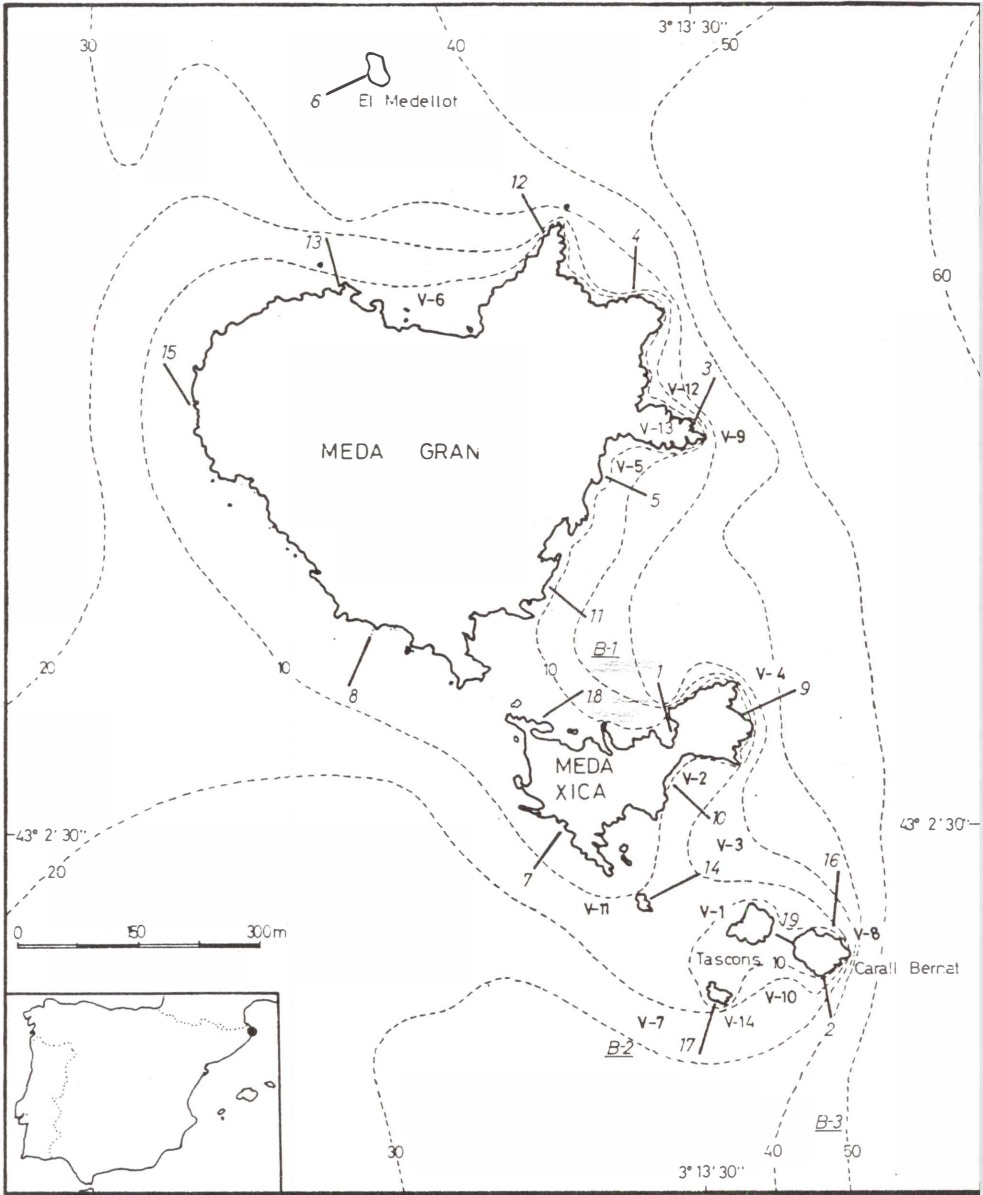 3° 13' 30''
30
40
50
6
El Medellot
12
13
4
60
V-6
15
3
V-12
V-13
V-9
MEDA GRAN
V-5
5
11
B-1
20
10
8
10
18
1
V-4
9
MEDA
XICA
V-2
10
43° 2' 30''
43° 2' 30''
V-3
20
7
14
16
V-11
V-1
19
V-8
0
150
300m
Tascons
10
Carall Bernat
V-10
V-7
17
V-14
2
B-2
B-3
30
40
50
3° 13' 30''